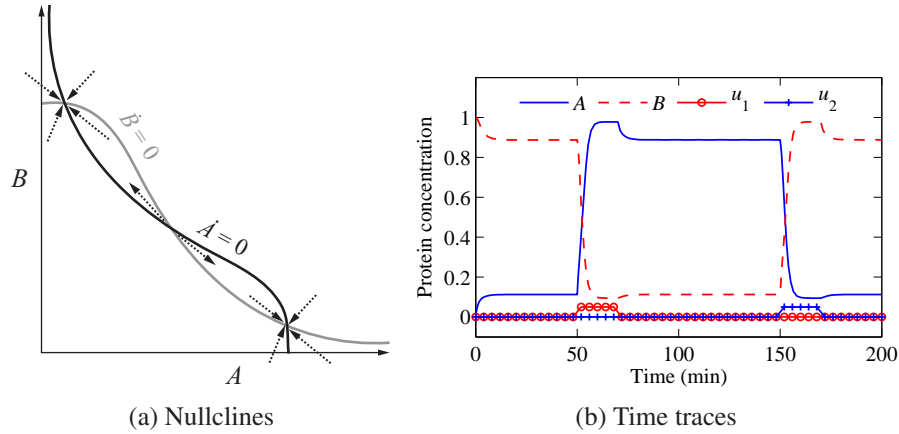 B
Ḃ = 0
Ȧ = 0
A
(a) Nullclines
A B u₁ u₂
Protein concentration
1
0.8
0.6
0.4
0.2
0
0 50 100 150 200
Time (min)
(b) Time traces